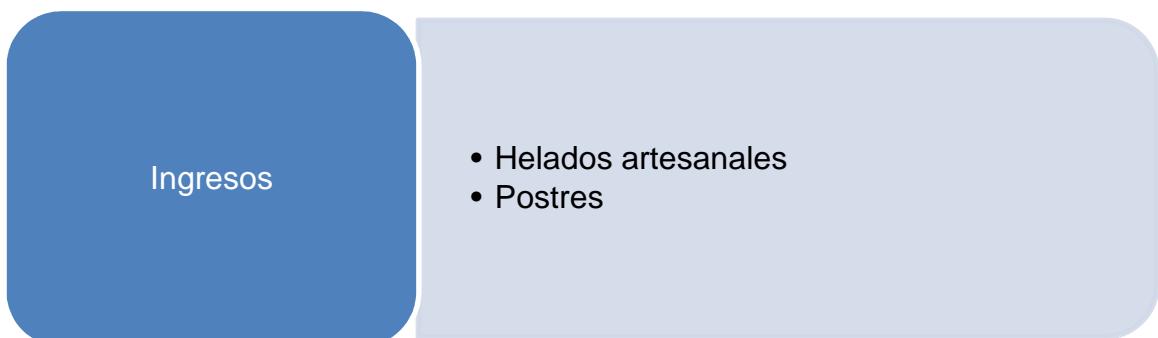 Ingresos
• Helados artesanales
• Postres